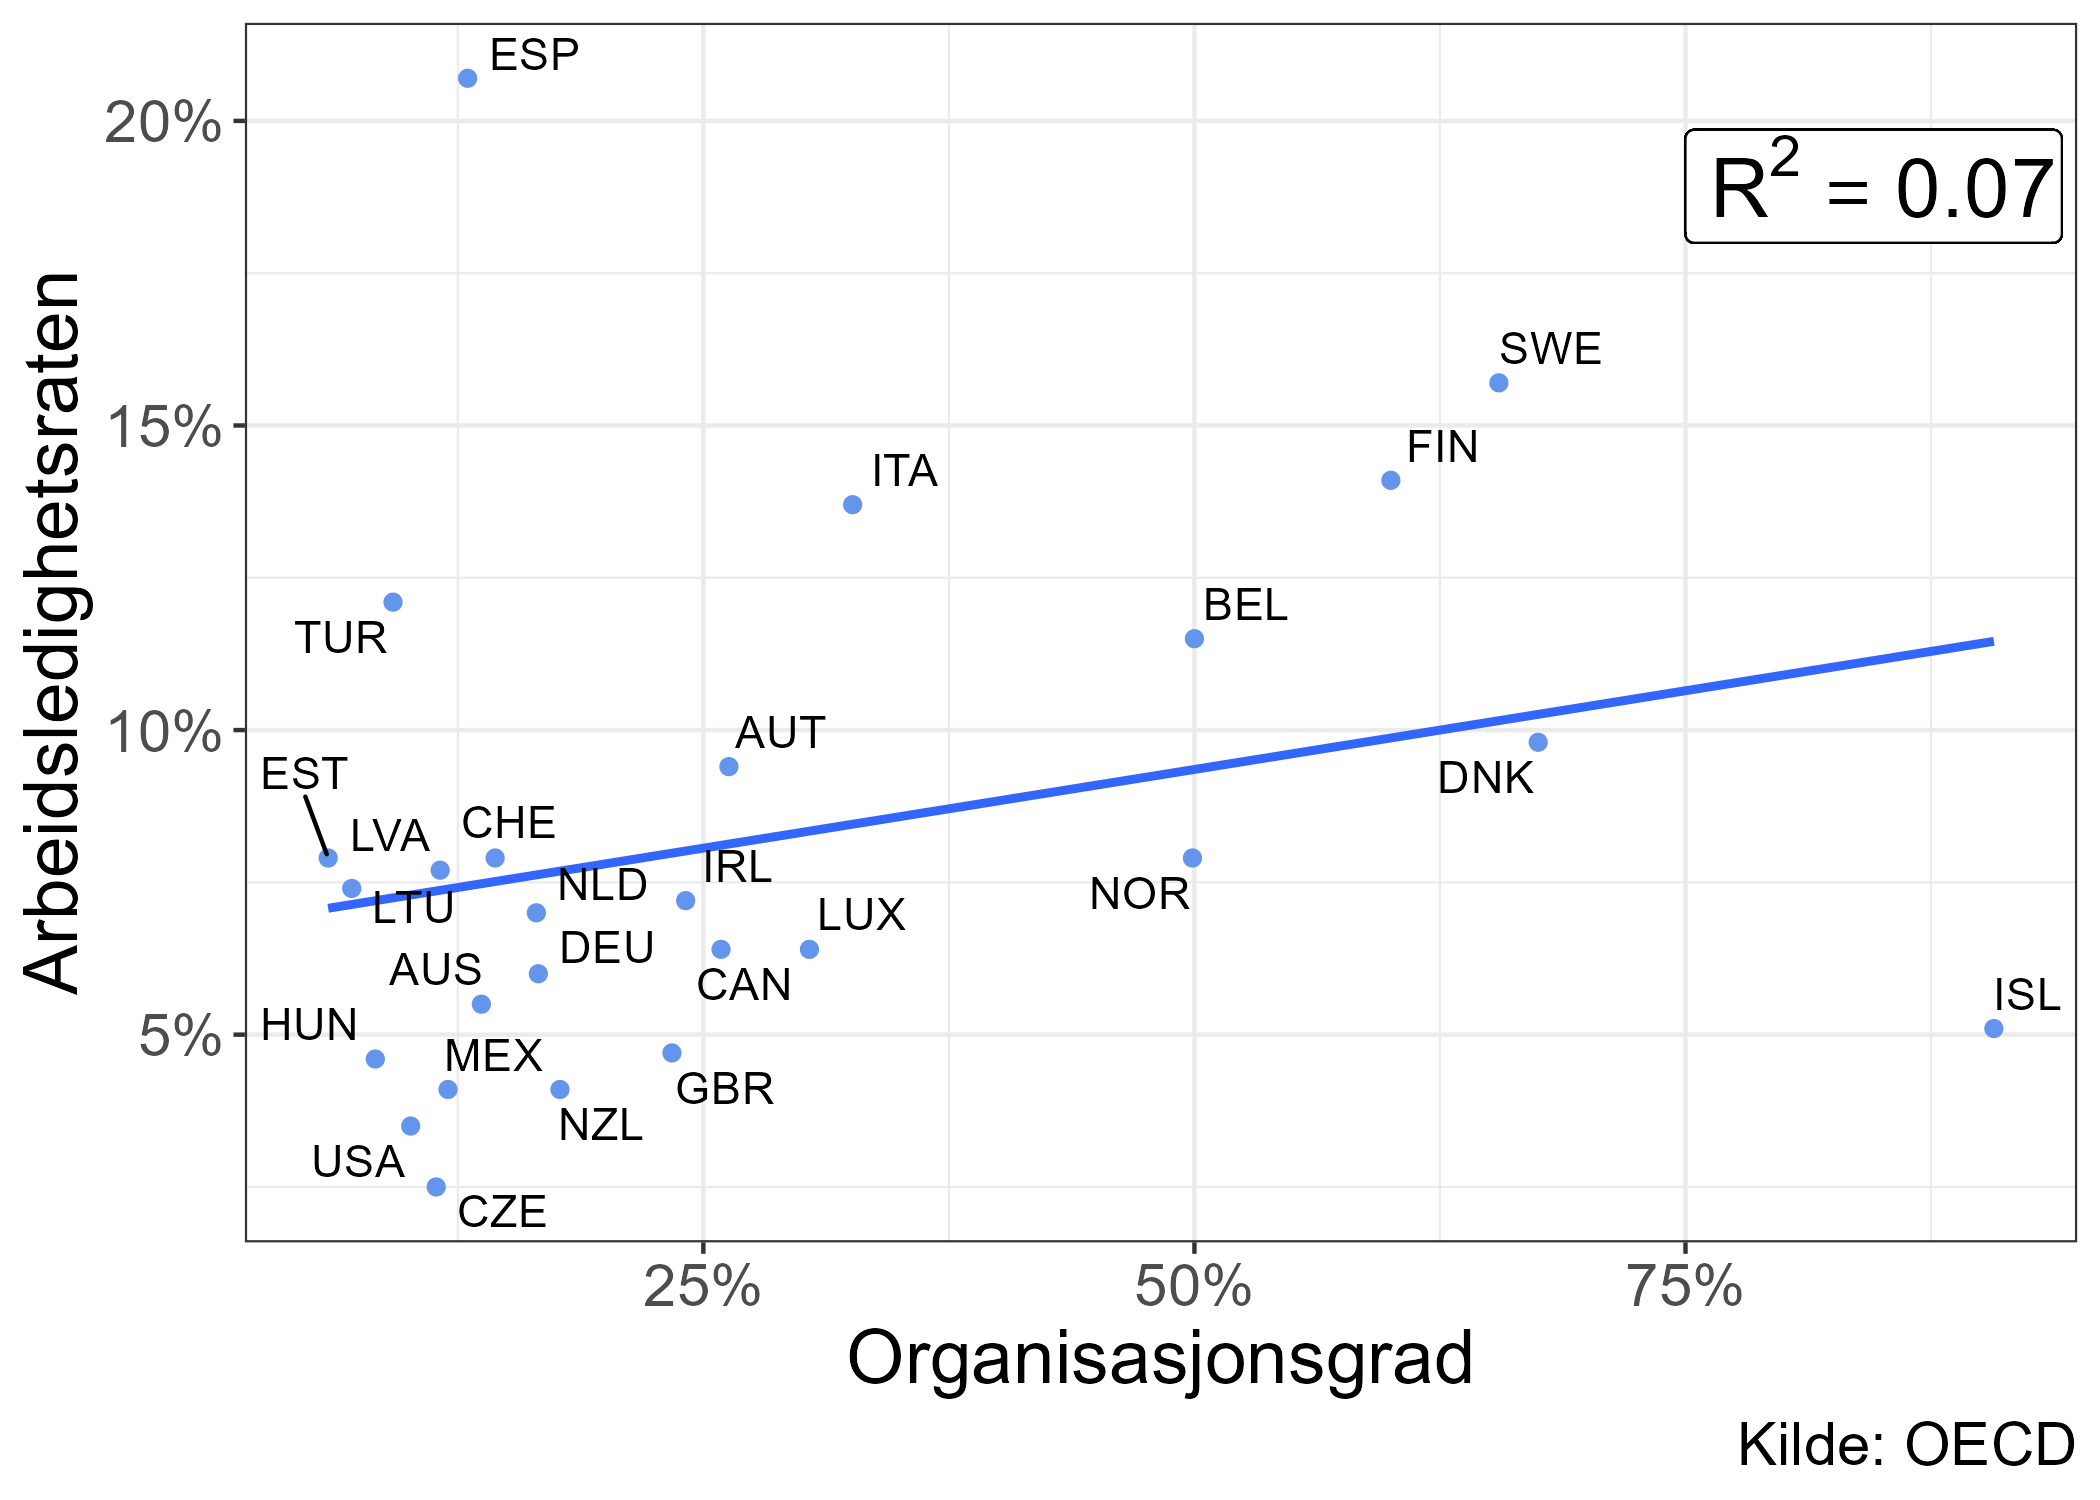 ESP
20%
R² = 0.07
SWE
15%
FIN
ITA
BEL
TUR
10%
AUT
DNK
EST
LVA
CHE
IRL
NLD
LTU
NOR
LUX
DEU
AUS
CAN
ISL
HUN
5%
MEX
GBR
NZL
USA
CZE
Arbeidsledighetsraten
25% 50% 75%
Organisasjonsgrad
Kilde: OECD